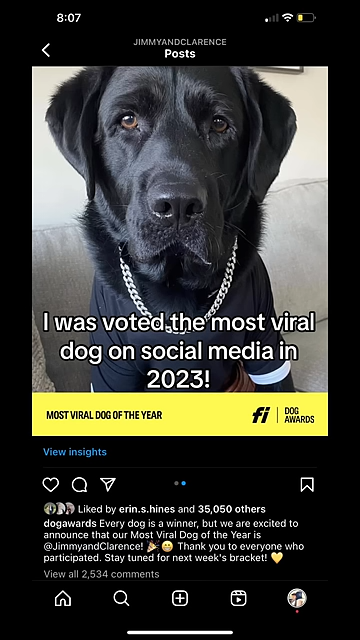 8:07
JIMMYANDCLARENCE
Posts
I was voted the most viral
dog on social media in
2023!
MOST VIRAL DOG OF THE YEAR
fi DOG
AWARDS
View insights
Liked by erin.s.hines and 35,050 others
dogawards Every dog is a winner, but we are excited to
announce that our Most Viral Dog of the Year is
@JimmyandClarence! 🎉🤩 Thank you to everyone who
participated. Stay tuned for next week's bracket! 💛
View all 2,534 comments